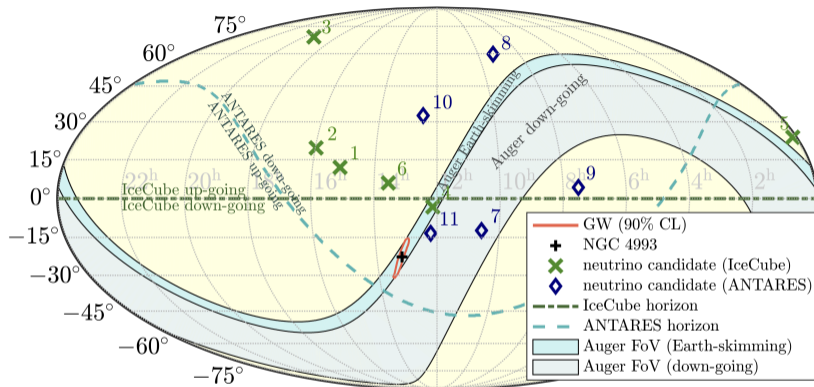 75°
60°
45°
30°
15°
0°
−15°
−30°
−45°
−60°
−75°
22h
20h
16h
10h
8h
6h
4h
2h
3
8
10
2
1
6
5
9
11
7
ANTARES down-going
ANTARES up-going
Auger Earth-skimming
Auger down-going
IceCube up-going
IceCube down-going
GW (90% CL)
NGC 4993
neutrino candidate (IceCube)
neutrino candidate (ANTARES)
IceCube horizon
ANTARES horizon
Auger FoV (Earth-skimming)
Auger FoV (down-going)